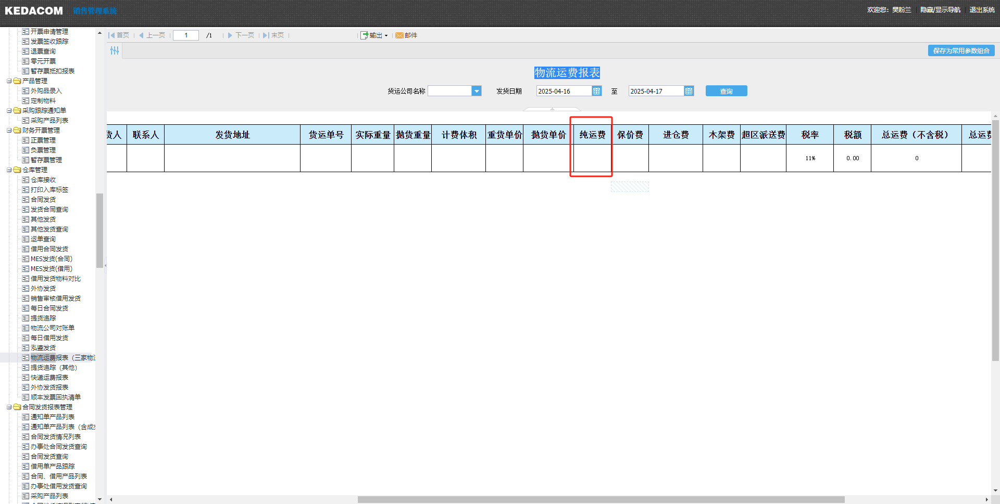 KEDACOM 销售管理系统
欢迎您: 樊粉兰 隐藏/显示导航 退出系统
首页 上一页 1 /1 下一页 末页 输出 邮件
保存为常用参数组合
物流运费报表
货运公司名称 发货日期 2025-04-16 至 2025-04-17 查询
货人 联系人 发货地址 货运单号 实际重量 抛货重量 计费体积 重货单价 抛货单价 纯运费 保价费 进仓费 木架费 超区派送费 税率 税额 总运费（不含税） 总运费
11% 0.00 0
开票申请管理
发票签收跟踪
退票查询
零元开票
暂存票抵扣报表
产品管理
外购品录入
定制物料
采购跟踪通知单
采购产品列表
财务开票管理
正票管理
负票管理
暂存票管理
仓库管理
仓库接收
打印入库标签
合同发货
发货合同查询
其他发货
其他发货查询
运单查询
借用合同发货
MES发货(合同)
MES发货(借用)
借用发货物料对比
外协发货
销售审核借用发货
每日合同发货
提货追踪
物流公司对账单
每日借用发货
泓鎏发货
物流运费报表（三家物流
提货追踪（其他）
快递运费报表
外协发货报表
顺丰发票回执清单
合同发货报表管理
通知单产品列表
通知单产品列表（含成交
合同发货情况列表
办事处合同发货查询
合同发货查询
借用单产品跟踪
合同、借用产品列表
办事处借用发货查询
采购产品列表